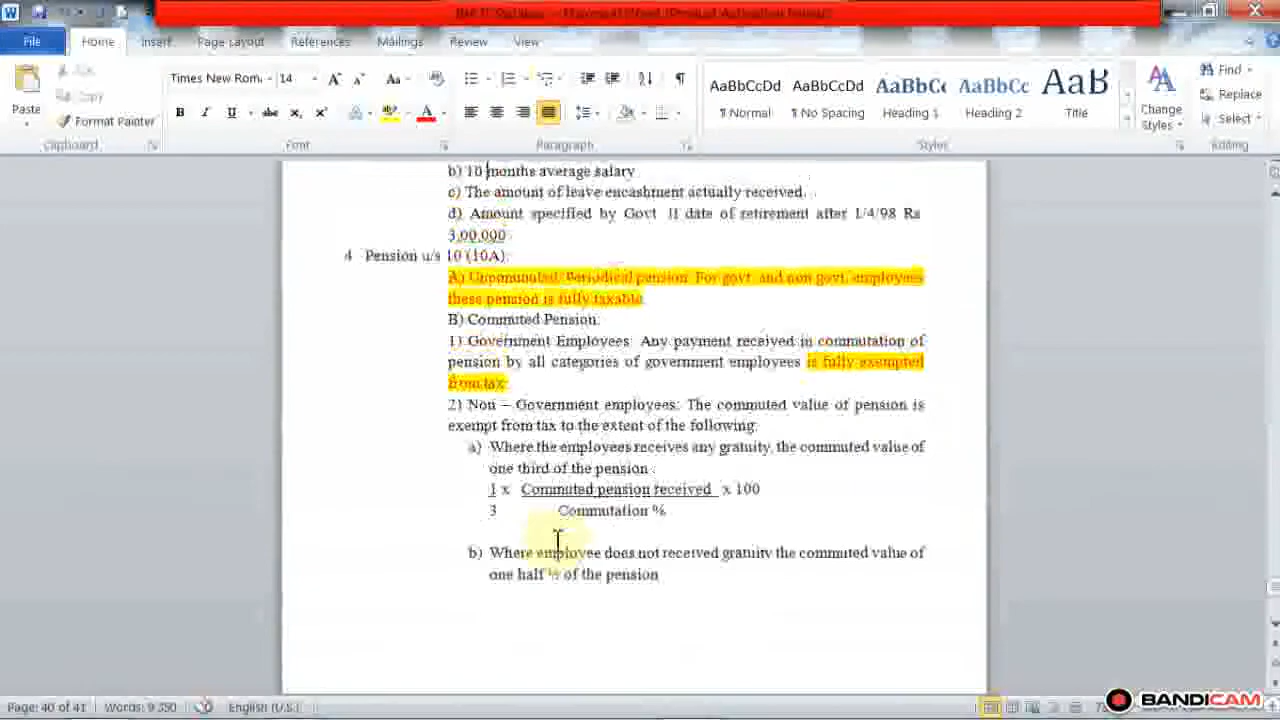 File Home Insert Page Layout References Mailings Review View
Paste Copy Format Painter
Times New Rom 14
AaBbCcDd AaBbCcDd AaBbCc AaBbCc AaB
¶ Normal ¶ No Spacing Heading 1 Heading 2 Title
Change Styles
Find
Replace
Select
Clipboard Font Paragraph Styles Editing
b) 10 months average salary
c) The amount of leave encashment actually received.
d) Amount specified by Govt. If date of retirement after 1/4/98 Rs
3,00,000
4 Pension u/s 10 (10A):
A) Uncommuted/Periodical pension: For govt. and non govt. employees
these pension is fully taxable.
B) Commuted Pension:
1) Government Employees: Any payment received in commutation of
pension by all categories of government employees is fully exempted
from tax.
2) Non – Government employees: The commuted value of pension is
exempt from tax to the extent of the following:
a) Where the employees receives any gratuity, the commuted value of
one third of the pension .
1 x Commuted pension received x 100
3 Commutation %
b) Where employee does not received gratuity the commuted value of
one half ½ of the pension
Page: 40 of 41 Words: 9,390 English (U.S.)
BANDICAM